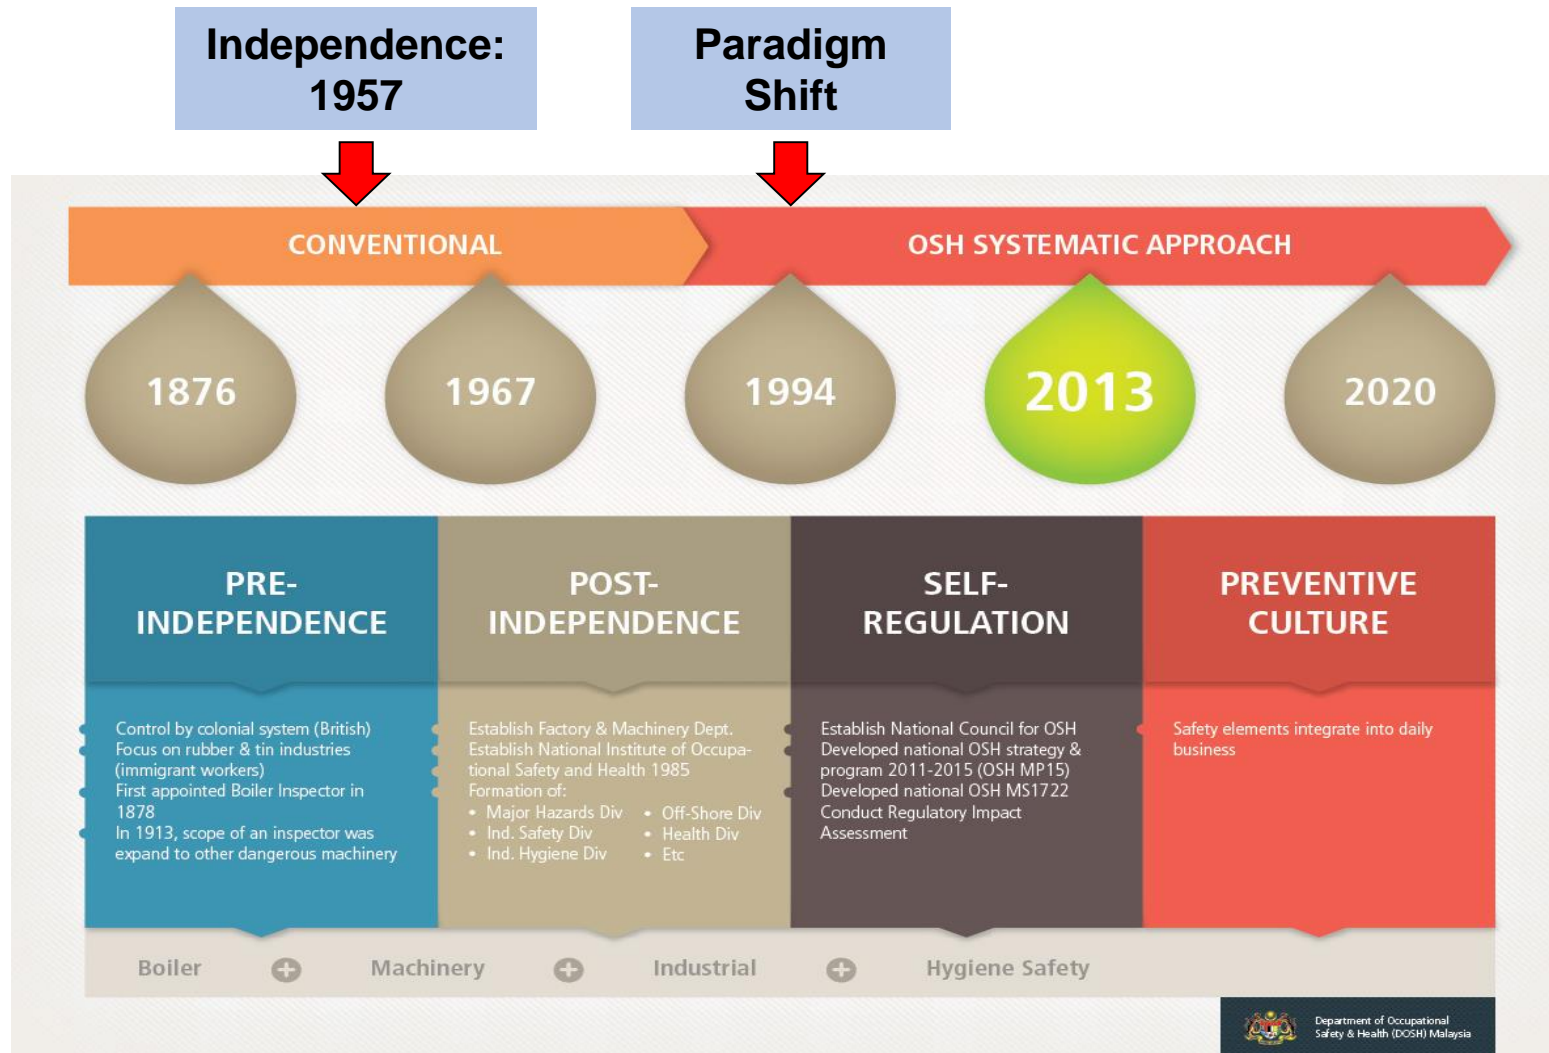 Independence:
1957
Paradigm
Shift
CONVENTIONAL
OSH SYSTEMATIC APPROACH
1876
1967
1994
2013
2020
PRE-
INDEPENDENCE
Control by colonial system (British)
Focus on rubber & tin industries
(immigrant workers)
First appointed Boiler Inspector in
1878
In 1913, scope of an inspector was
expand to other dangerous machinery
POST-
INDEPENDENCE
Establish Factory & Machinery Dept.
Establish National Institute of Occupa-
tional Safety and Health 1985
Formation of:
• Major Hazards Div
• Ind. Safety Div
• Ind. Hygiene Div
• Off-Shore Div
• Health Div
• Etc
SELF-
REGULATION
Establish National Council for OSH
Developed national OSH strategy &
program 2011-2015 (OSH MP15)
Developed national OSH MS1722
Conduct Regulatory Impact
Assessment
PREVENTIVE
CULTURE
Safety elements integrate into daily
business
Boiler + Machinery + Industrial + Hygiene Safety
Department of Occupational
Safety & Health (DOSH) Malaysia